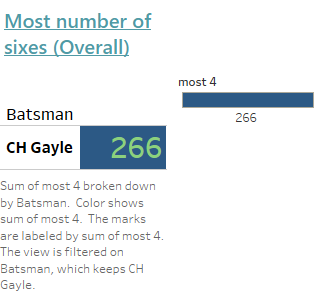 Most number of
sixes (Overall)
most 4
266
Batsman
CH Gayle 266
Sum of most 4 broken down
by Batsman.  Color shows
sum of most 4.  The marks
are labeled by sum of most 4.
The view is filtered on
Batsman, which keeps CH
Gayle.